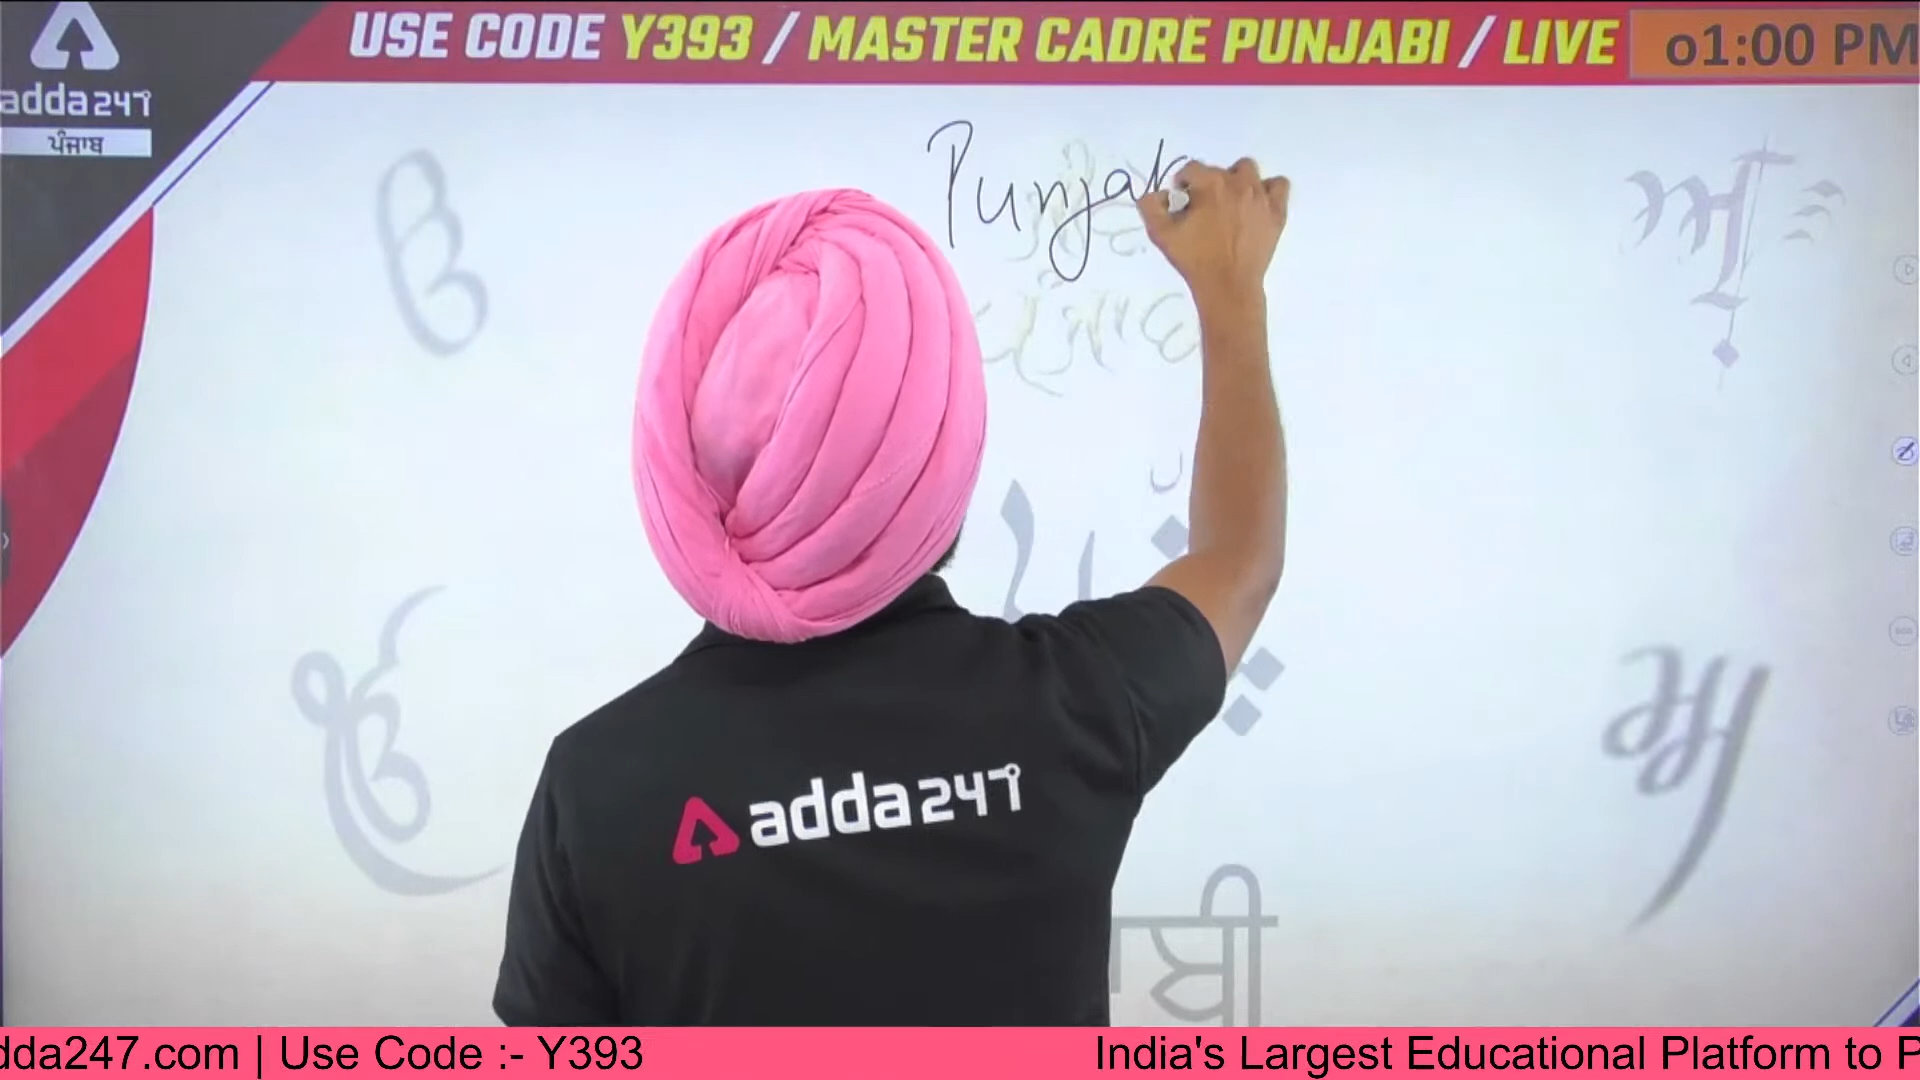 USE CODE Y393 / MASTER CADRE PUNJABI / LIVE
o1:00 PM
adda247
ਪੰਜਾਬ
Punjab
ਪੰਜਾਬ
ੳ
ਅ
ੴ
ਾਬੀ
adda247
dda247.com | Use Code :- Y393
India's Largest Educational Platform to P